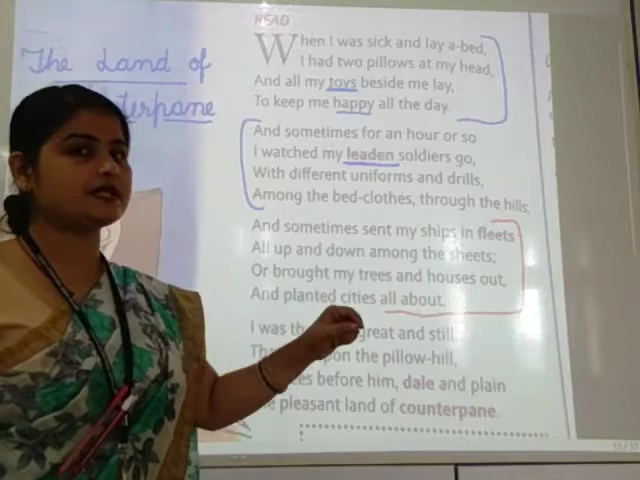 READ
The Land of
terpane
When I was sick and lay a-bed,
I had two pillows at my head,
And all my toys beside me lay,
To keep me happy all the day.
And sometimes for an hour or so
I watched my leaden soldiers go,
With different uniforms and drills,
Among the bed-clothes, through the hills,
And sometimes sent my ships in fleets
All up and down among the sheets;
Or brought my trees and houses out,
And planted cities all about.
I was th great and still
pon the pillow-hill,
es before him, dale and plain
pleasant land of counterpane.